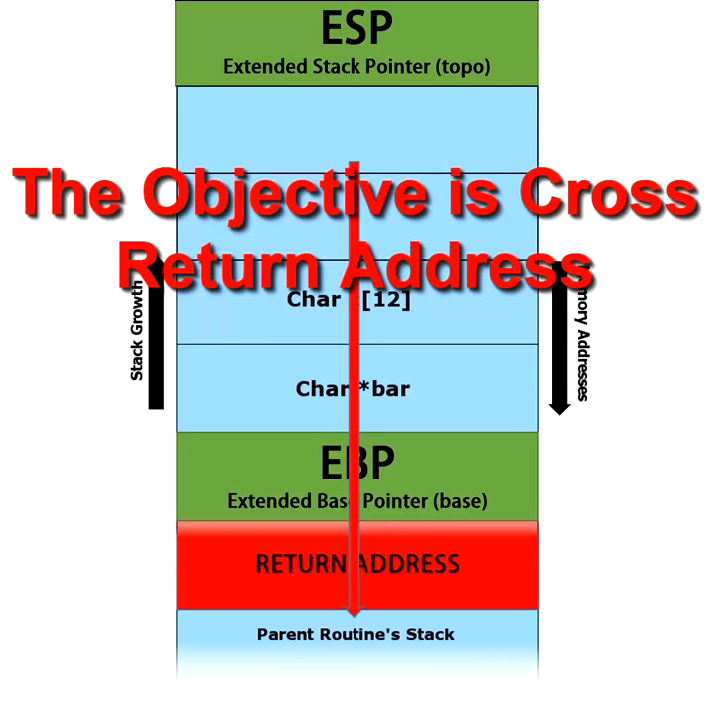 ESP
Extended Stack Pointer (topo)
The Objective is Cross
Return Address
Char [12]
Stack Growth
Addresses
Char *bar
EBP
Extended Base Pointer (base)
RETURN ADDRESS
Parent Routine's Stack